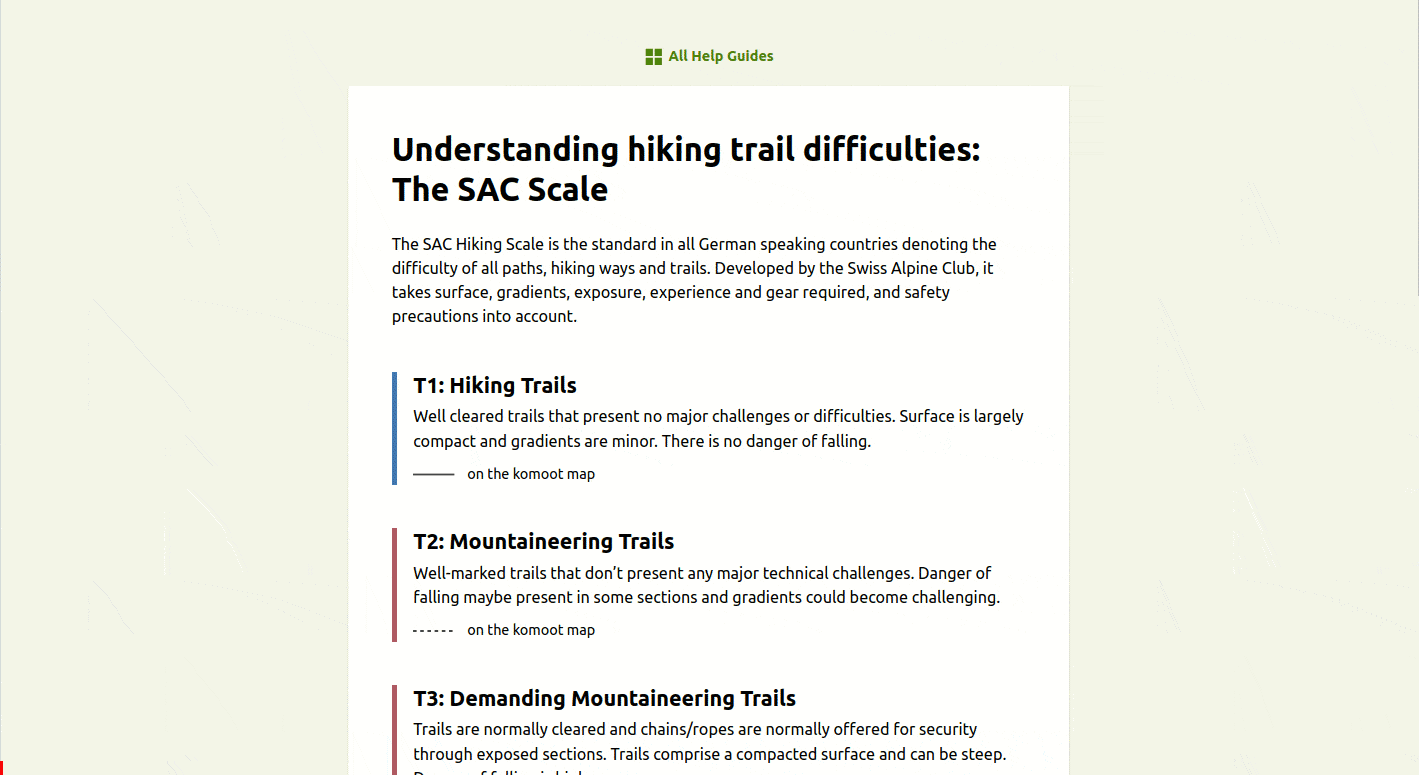 All Help Guides
Understanding hiking trail difficulties:
The SAC Scale
The SAC Hiking Scale is the standard in all German speaking countries denoting the
difficulty of all paths, hiking ways and trails. Developed by the Swiss Alpine Club, it
takes surface, gradients, exposure, experience and gear required, and safety
precautions into account.
T1: Hiking Trails
Well cleared trails that present no major challenges or difficulties. Surface is largely
compact and gradients are minor. There is no danger of falling.
on the komoot map
T2: Mountaineering Trails
Well-marked trails that don’t present any major technical challenges. Danger of
falling maybe present in some sections and gradients could become challenging.
on the komoot map
T3: Demanding Mountaineering Trails
Trails are normally cleared and chains/ropes are normally offered for security
through exposed sections. Trails comprise a compacted surface and can be steep.